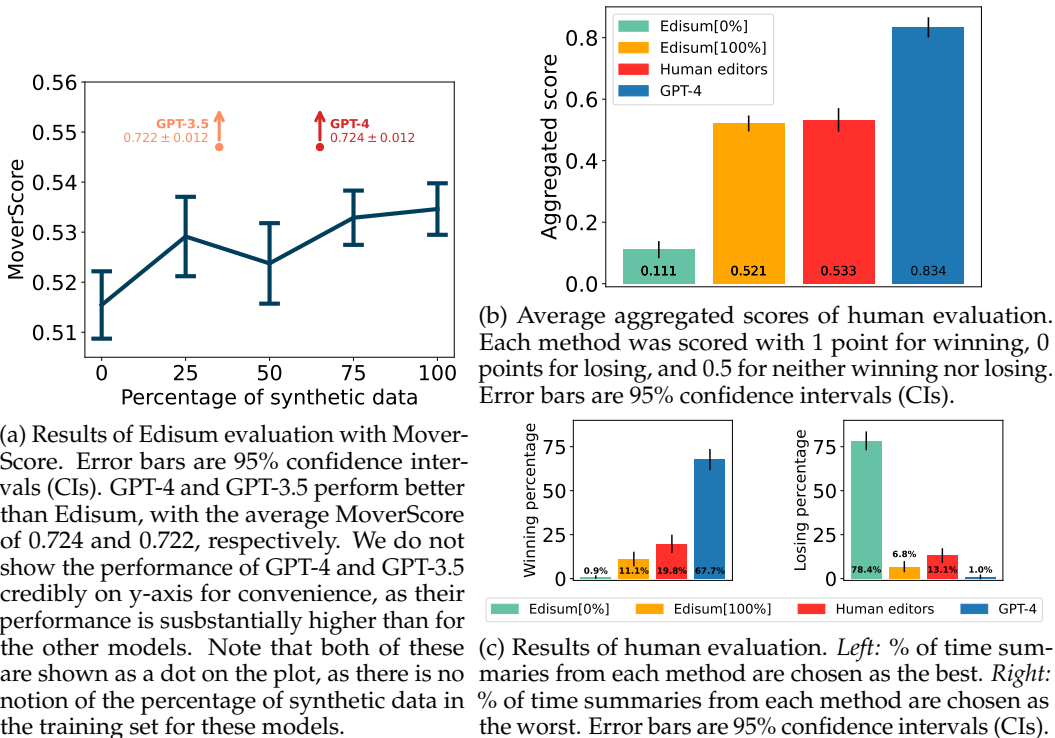 0.56
0.55
0.54
0.53
0.52
0.51
MoverScore
GPT-3.5
0.722 ± 0.012
GPT-4
0.724 ± 0.012
0
25
50
75
100
Percentage of synthetic data
(a) Results of Edisum evaluation with Mover-
Score. Error bars are 95% confidence inter-
vals (CIs). GPT-4 and GPT-3.5 perform better
than Edisum, with the average MoverScore
of 0.724 and 0.722, respectively. We do not
show the performance of GPT-4 and GPT-3.5
credibly on y-axis for convenience, as their
performance is susbstantially higher than for
the other models. Note that both of these
are shown as a dot on the plot, as there is no
notion of the percentage of synthetic data in
the training set for these models.
Aggregated score
0.8
0.6
0.4
0.2
0.0
Edisum[0%]
Edisum[100%]
Human editors
GPT-4
0.111
0.521
0.533
0.834
(b) Average aggregated scores of human evaluation.
Each method was scored with 1 point for winning, 0
points for losing, and 0.5 for neither winning nor losing.
Error bars are 95% confidence intervals (CIs).
Winning percentage
75
50
25
0
0.9%
11.1%
19.8%
67.7%
Losing percentage
75
50
25
0
78.4%
6.8%
13.1%
1.0%
Edisum[0%]
Edisum[100%]
Human editors
GPT-4
(c) Results of human evaluation. Left: % of time sum-
maries from each method are chosen as the best. Right:
% of time summaries from each method are chosen as
the worst. Error bars are 95% confidence intervals (CIs).